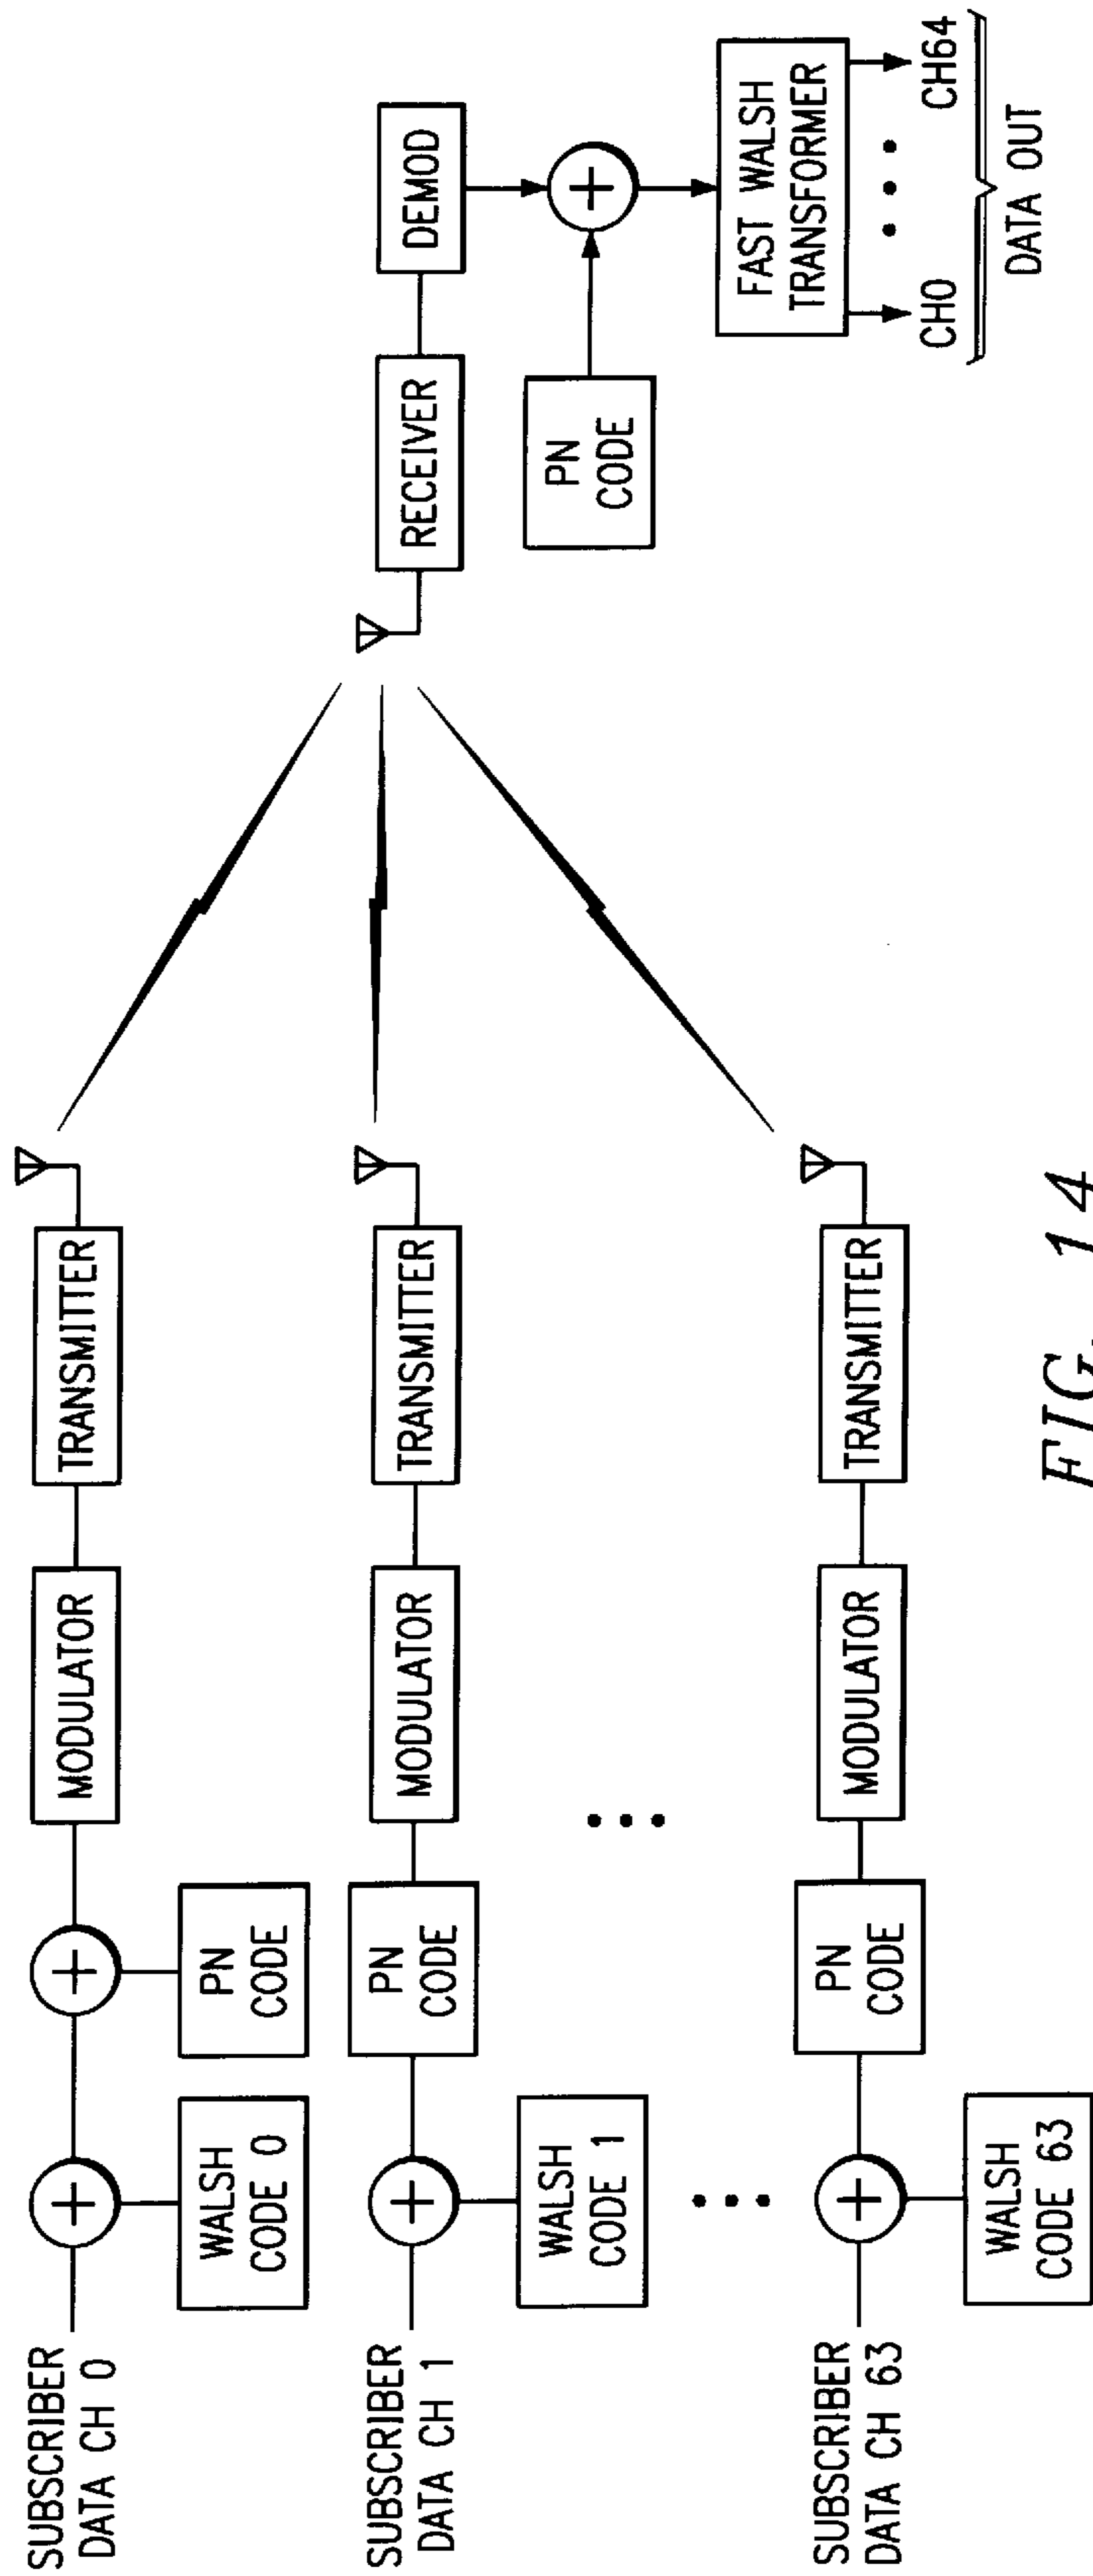 SUBSCRIBER
DATA CH 0
WALSH
CODE 0
PN
CODE
MODULATOR
TRANSMITTER
SUBSCRIBER
DATA CH 1
WALSH
CODE 1
PN
CODE
MODULATOR
TRANSMITTER
SUBSCRIBER
DATA CH 63
WALSH
CODE 63
PN
CODE
MODULATOR
TRANSMITTER
RECEIVER
DEMOD
PN
CODE
FAST WALSH
TRANSFORMER
CH0
CH64
DATA OUT
FIG. 14